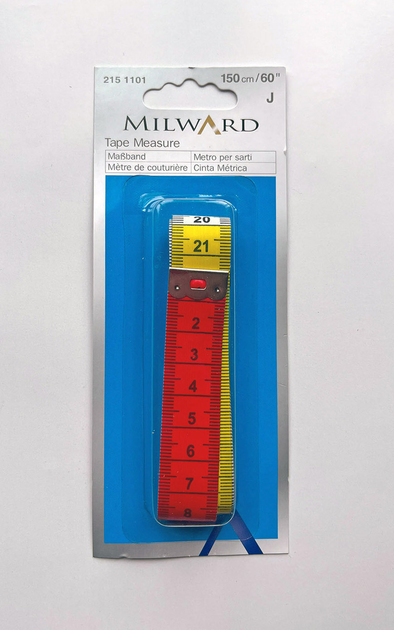 215 1101
150 cm / 60"
J
MILWARD
Tape Measure
Maßband
Metro per sarti
Mètre de couturière
Cinta Métrica
20
21
2
3
4
5
6
7
8